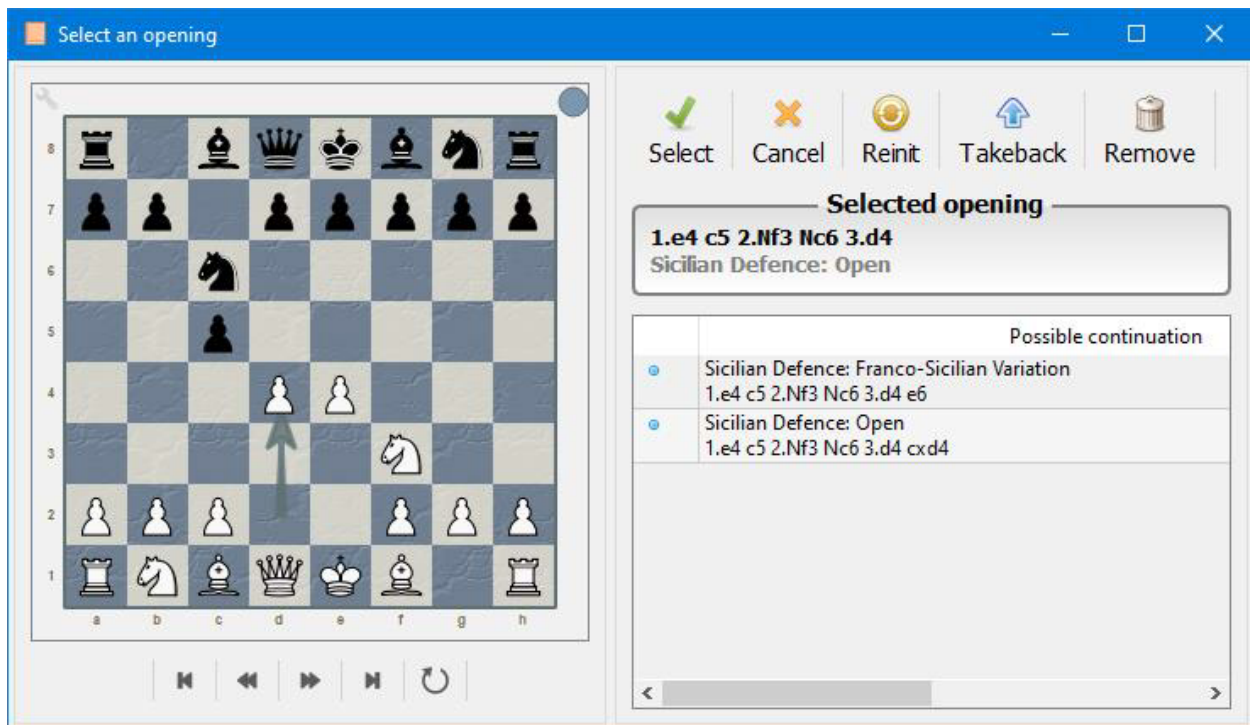 Select an opening
Select Cancel Reinit Takeback Remove
Selected opening
1.e4 c5 2.Nf3 Nc6 3.d4
Sicilian Defence: Open
Possible continuation
Sicilian Defence: Franco-Sicilian Variation
1.e4 c5 2.Nf3 Nc6 3.d4 e6
Sicilian Defence: Open
1.e4 c5 2.Nf3 Nc6 3.d4 cxd4
8
7
6
5
4
3
2
1
a b c d e f g h